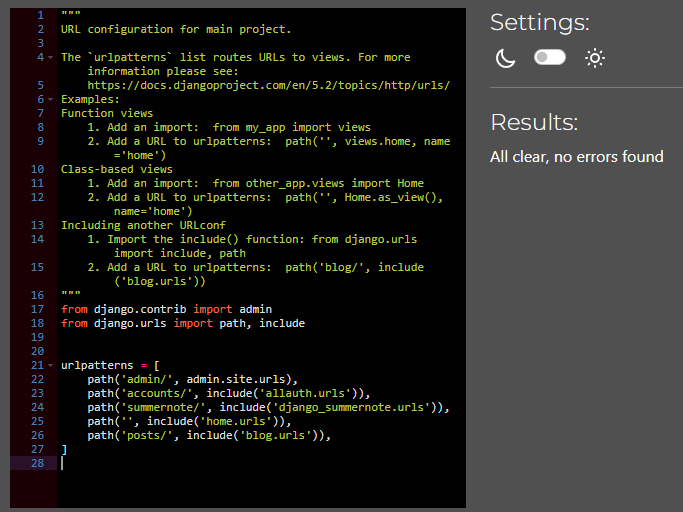 1 """
2 URL configuration for main project.
3
4 The `urlpatterns` list routes URLs to views. For more
information please see:
5 https://docs.djangoproject.com/en/5.2/topics/http/urls/
6 Examples:
7 Function views
8 1. Add an import:  from my_app import views
9 2. Add a URL to urlpatterns:  path('', views.home, name
='home')
10 Class-based views
11 1. Add an import:  from other_app.views import Home
12 2. Add a URL to urlpatterns:  path('', Home.as_view(),
name='home')
13 Including another URLconf
14 1. Import the include() function: from django.urls
import include, path
15 2. Add a URL to urlpatterns:  path('blog/', include
('blog.urls'))
16 """
17 from django.contrib import admin
18 from django.urls import path, include
19
20
21 urlpatterns = [
22 path('admin/', admin.site.urls),
23 path('accounts/', include('allauth.urls')),
24 path('summernote/', include('django_summernote.urls')),
25 path('', include('home.urls')),
26 path('posts/', include('blog.urls')),
27 ]
28
Settings:
Results:
All clear, no errors found